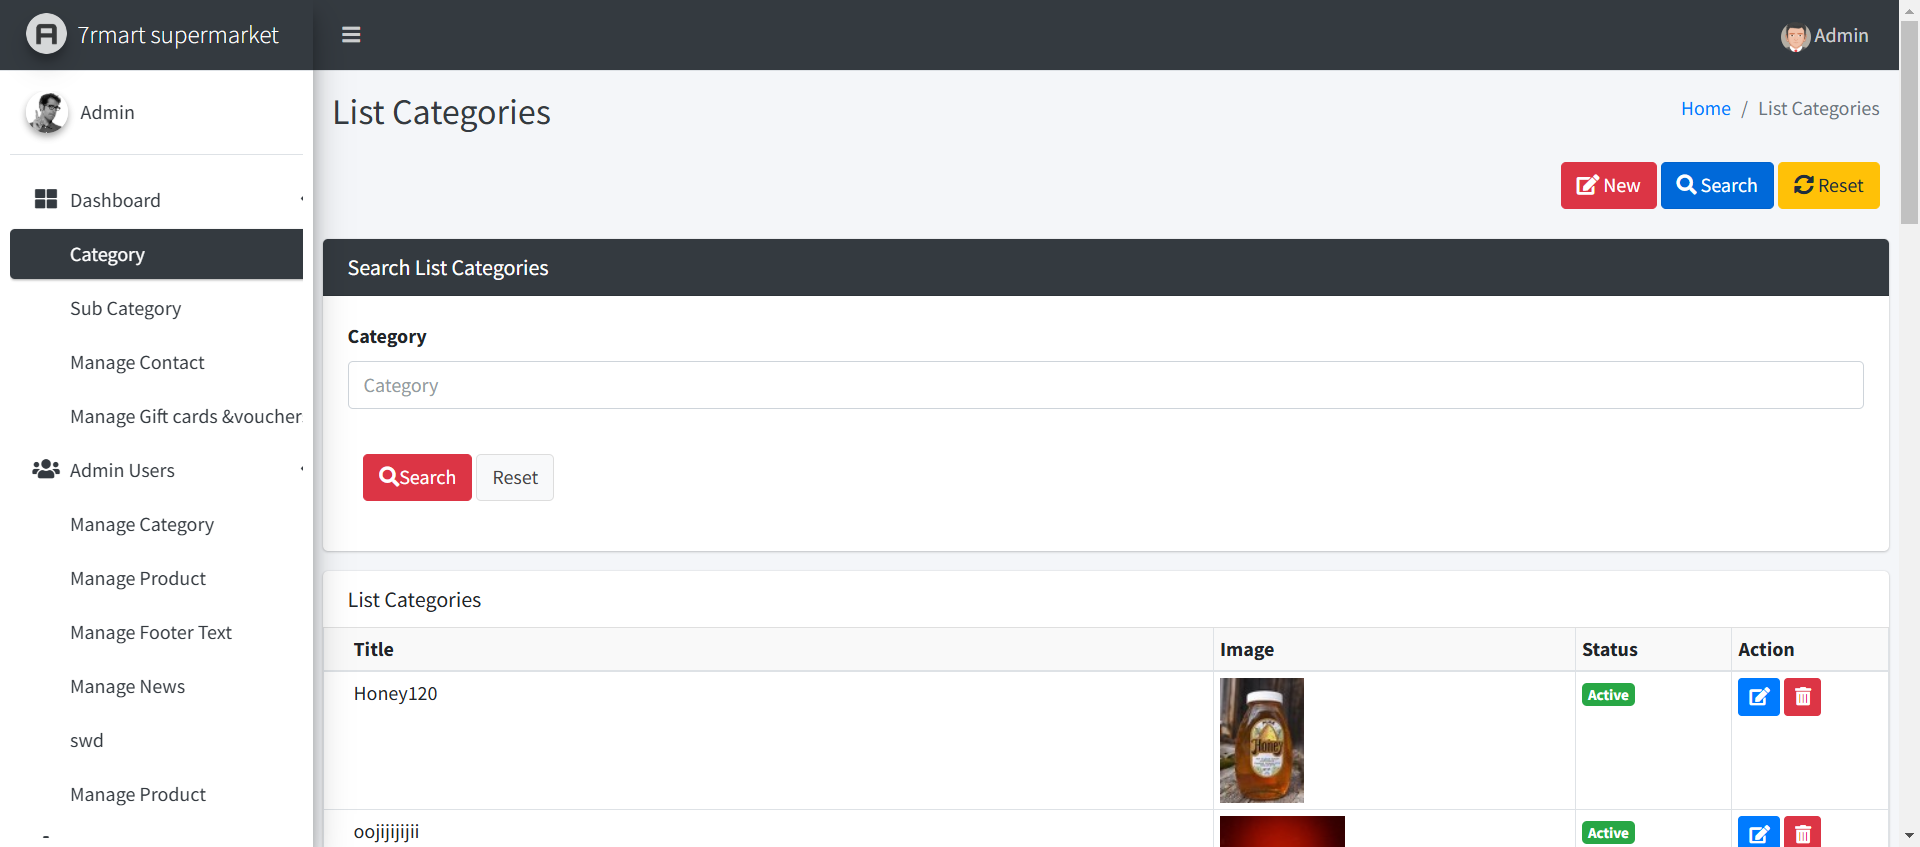 7rmart supermarket
Admin
Admin
List Categories
Home / List Categories
New
Search
Reset
Dashboard
Category
Sub Category
Manage Contact
Manage Gift cards &voucher
Admin Users
Manage Category
Manage Product
Manage Footer Text
Manage News
swd
Manage Product
Search List Categories
Category
Category
Search
Reset
List Categories
Title Image Status Action
Honey120 Active
Honey
oojijijijii Active